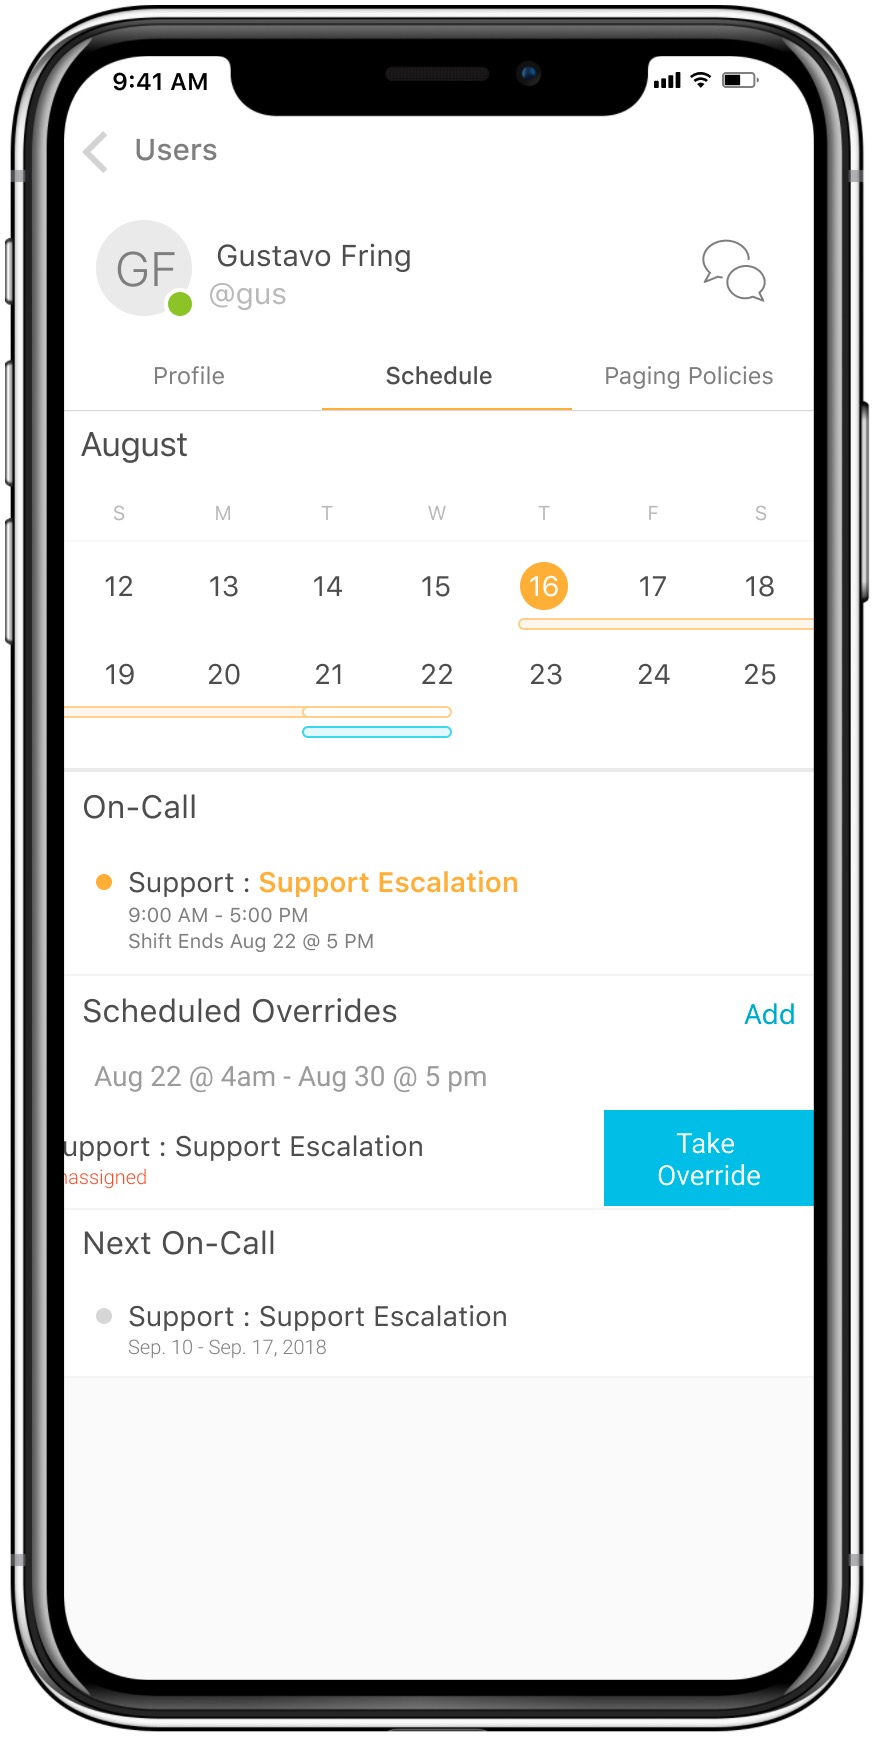 9:41 AM
Users
GF
Gustavo Fring
@gus
Profile Schedule Paging Policies
August
S M T W T F S
12 13 14 15 16 17 18
19 20 21 22 23 24 25
On-Call
Support : Support Escalation
9:00 AM - 5:00 PM
Shift Ends Aug 22 @ 5 PM
Scheduled Overrides Add
Aug 22 @ 4am - Aug 30 @ 5 pm
upport : Support Escalation
nassigned
Take
Override
Next On-Call
Support : Support Escalation
Sep. 10 - Sep. 17, 2018